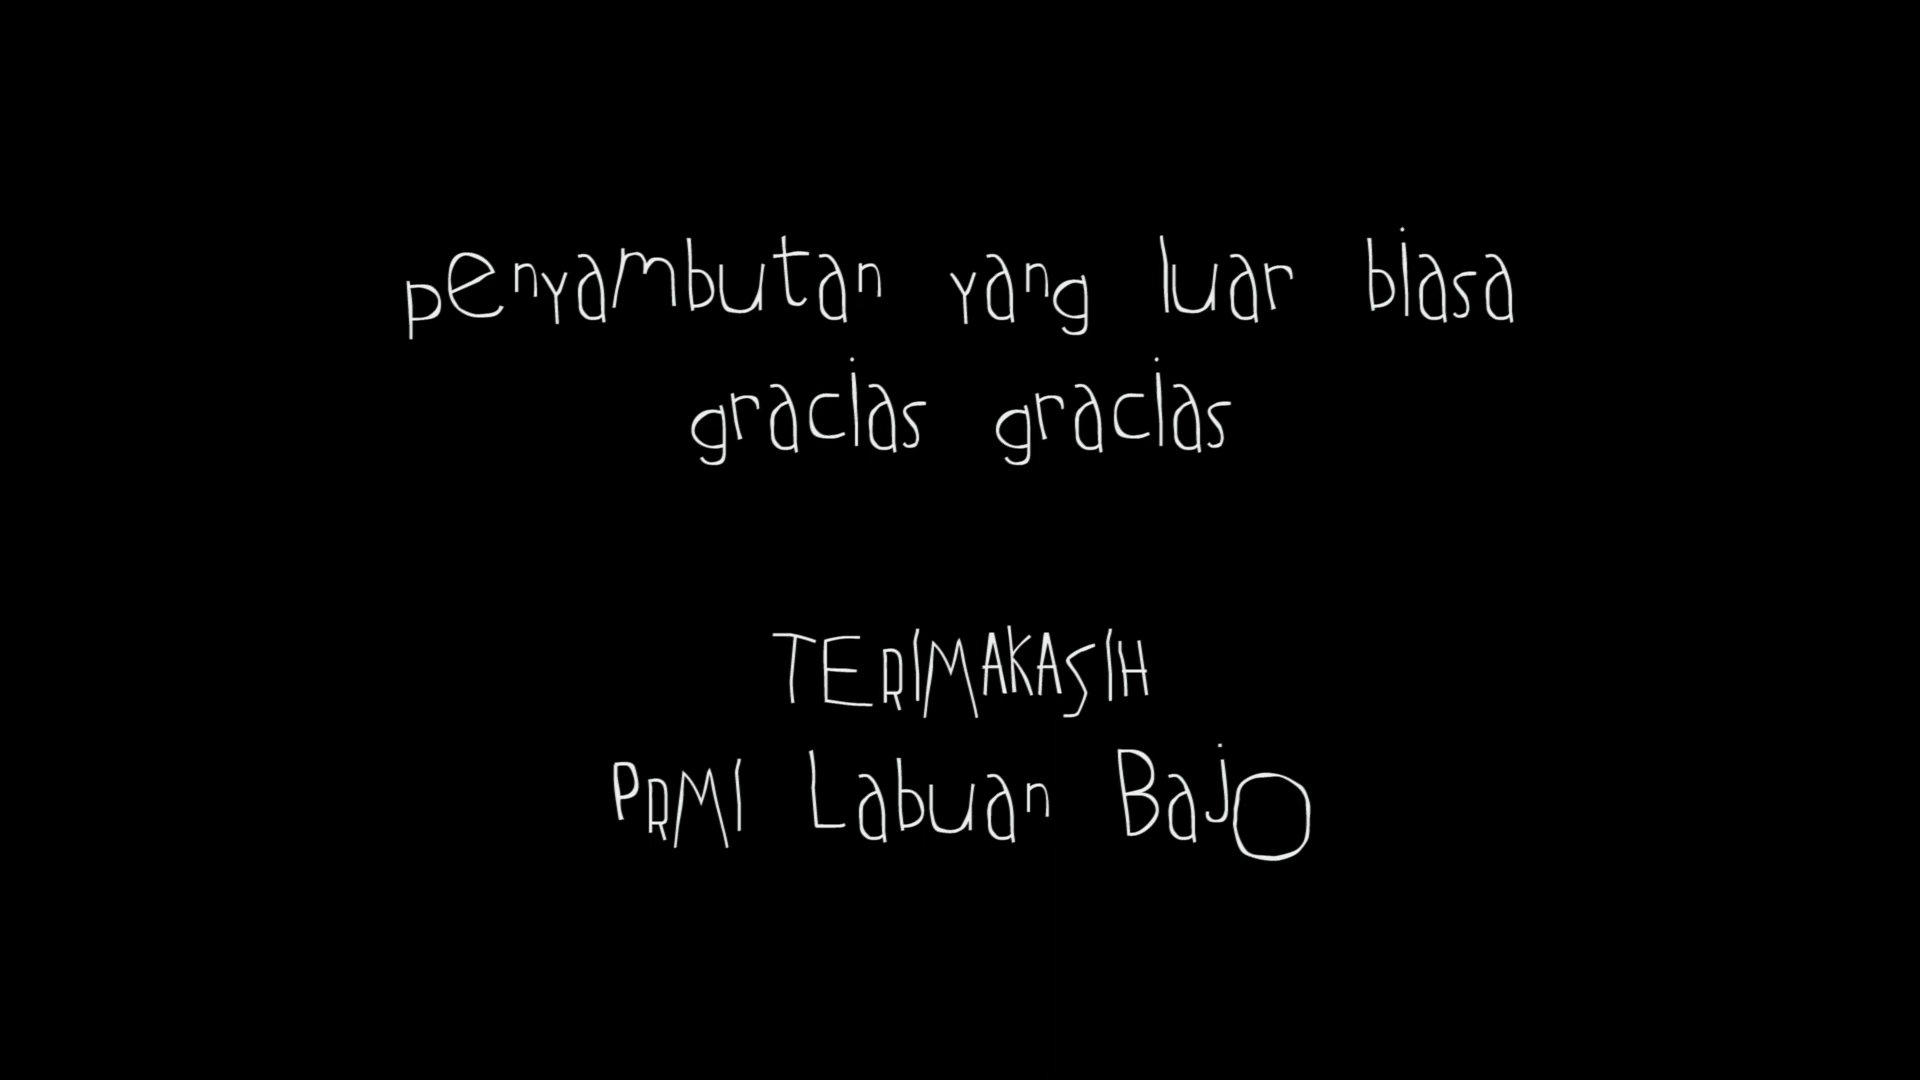 penyambutan yang luar biasa
gracias gracias
TERIMAKASIH
PRMI Labuan Bajo